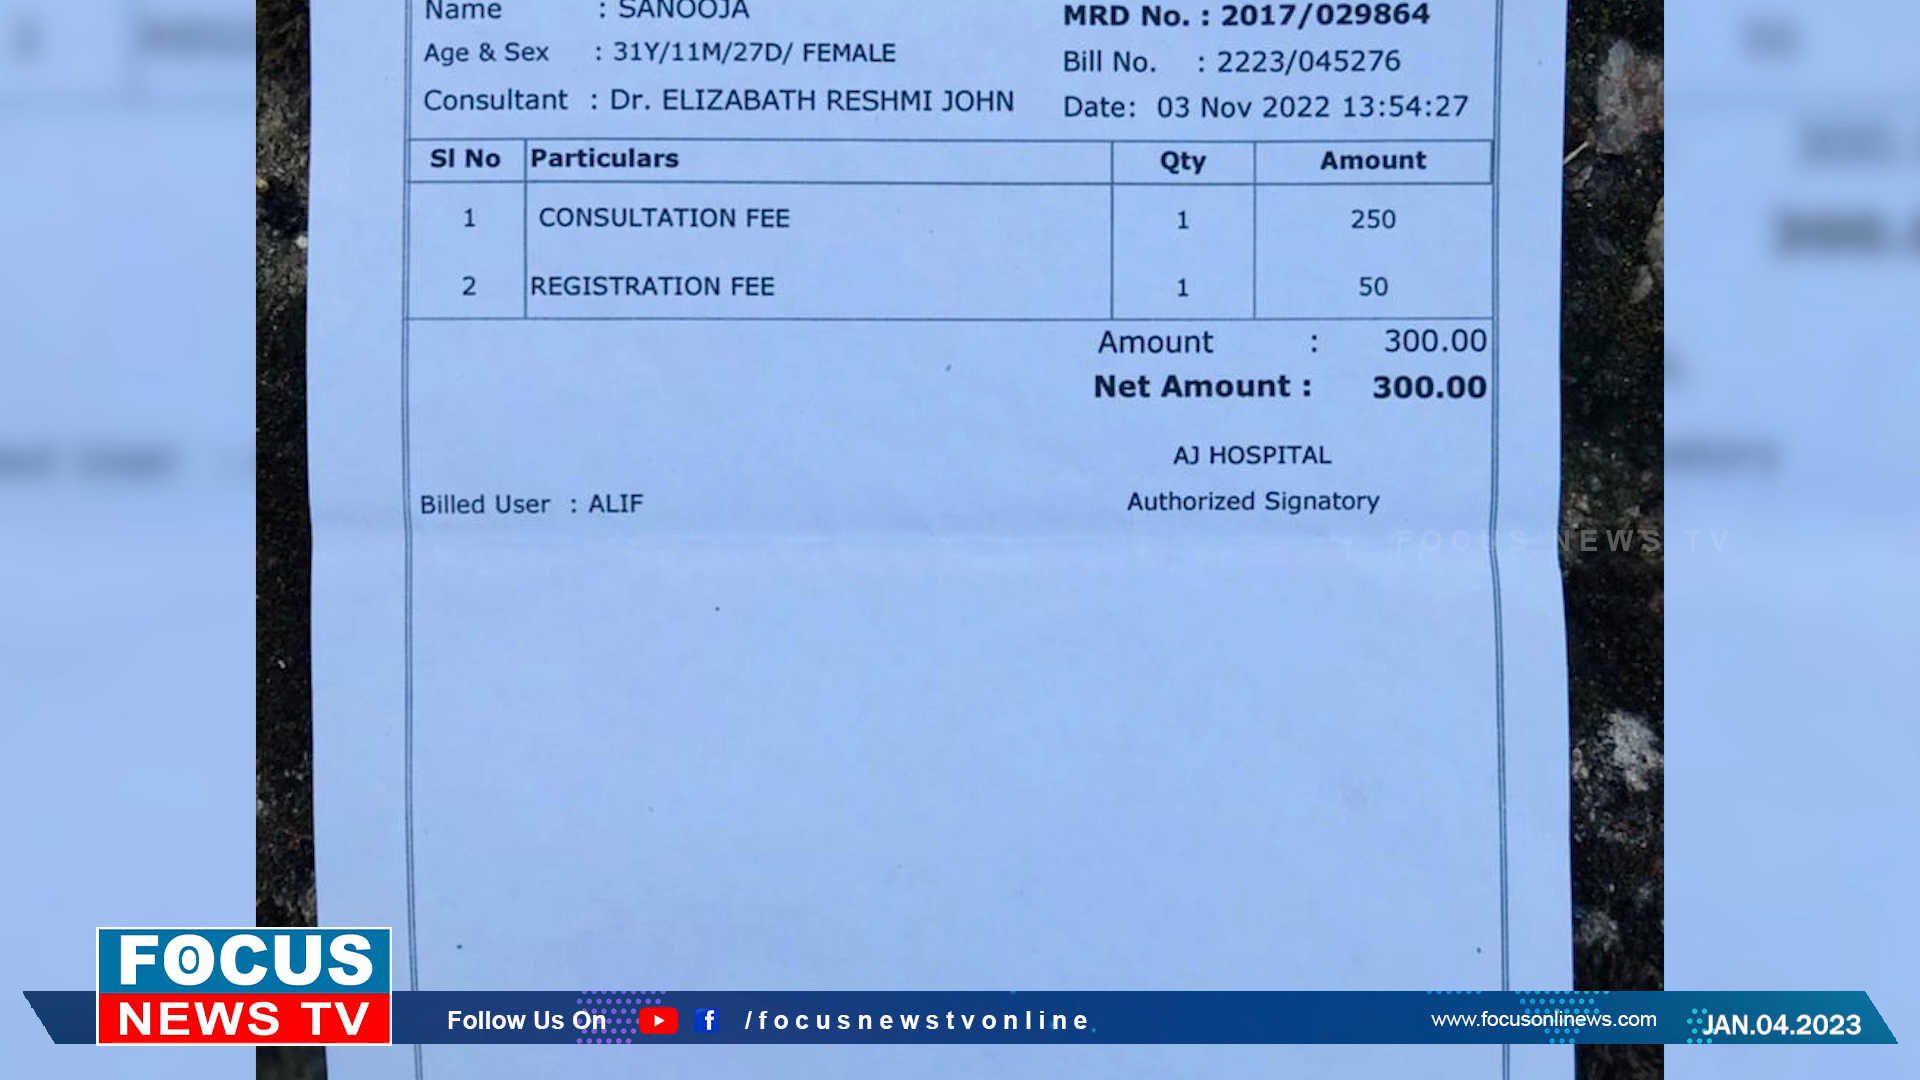 Name : SANOOJA
MRD No. : 2017/029864
Age & Sex : 31Y/11M/27D/ FEMALE
Bill No. : 2223/045276
Consultant : Dr. ELIZABATH RESHMI JOHN
Date: 03 Nov 2022 13:54:27
Sl No Particulars Qty Amount
1 CONSULTATION FEE 1 250
2 REGISTRATION FEE 1 50
Amount : 300.00
Net Amount : 300.00
AJ HOSPITAL
Billed User : ALIF
Authorized Signatory
FOCUS NEWS TV
FOCUS
NEWS TV
Follow Us On /focusnewstvonline
www.focusonlinews.com
JAN.04.2023